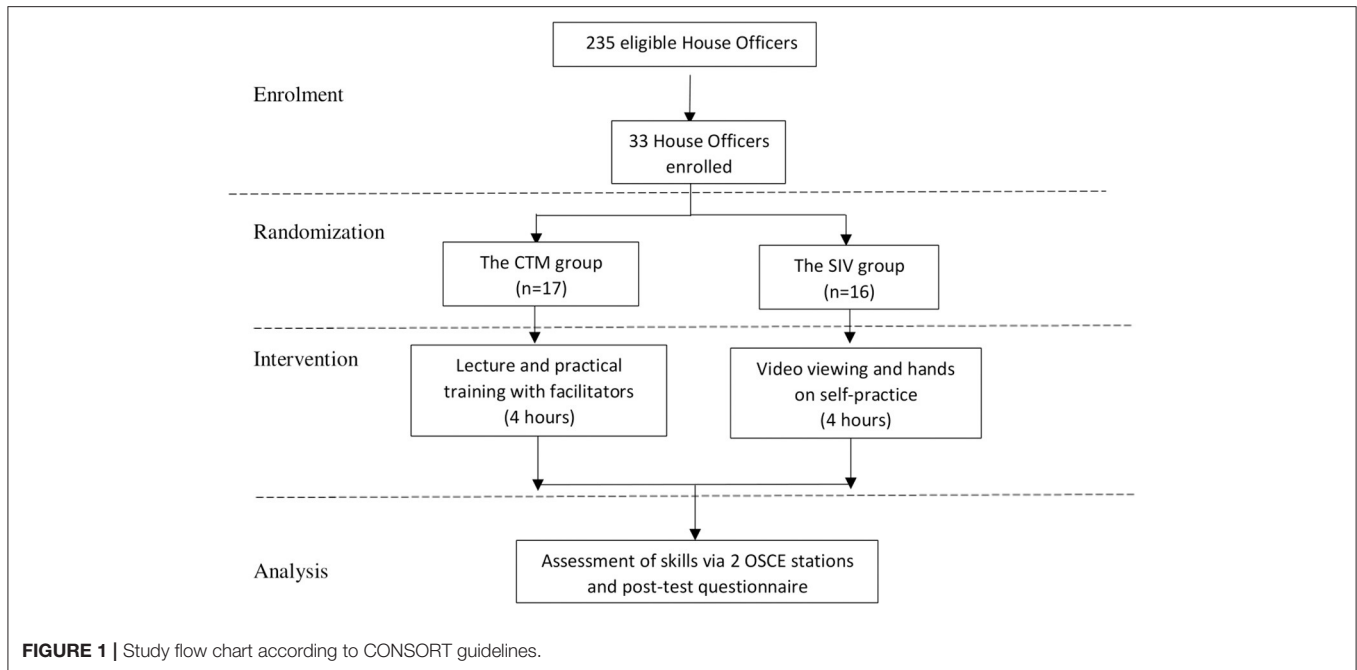 235 eligible House Officers
Enrolment
33 House Officers
enrolled
Randomization
The CTM group
(n=17)
The SIV group
(n=16)
Intervention
Lecture and practical
training with facilitators
(4 hours)
Video viewing and hands
on self-practice
(4 hours)
Analysis
Assessment of skills via 2 OSCE stations
and post-test questionnaire
FIGURE 1 | Study flow chart according to CONSORT guidelines.